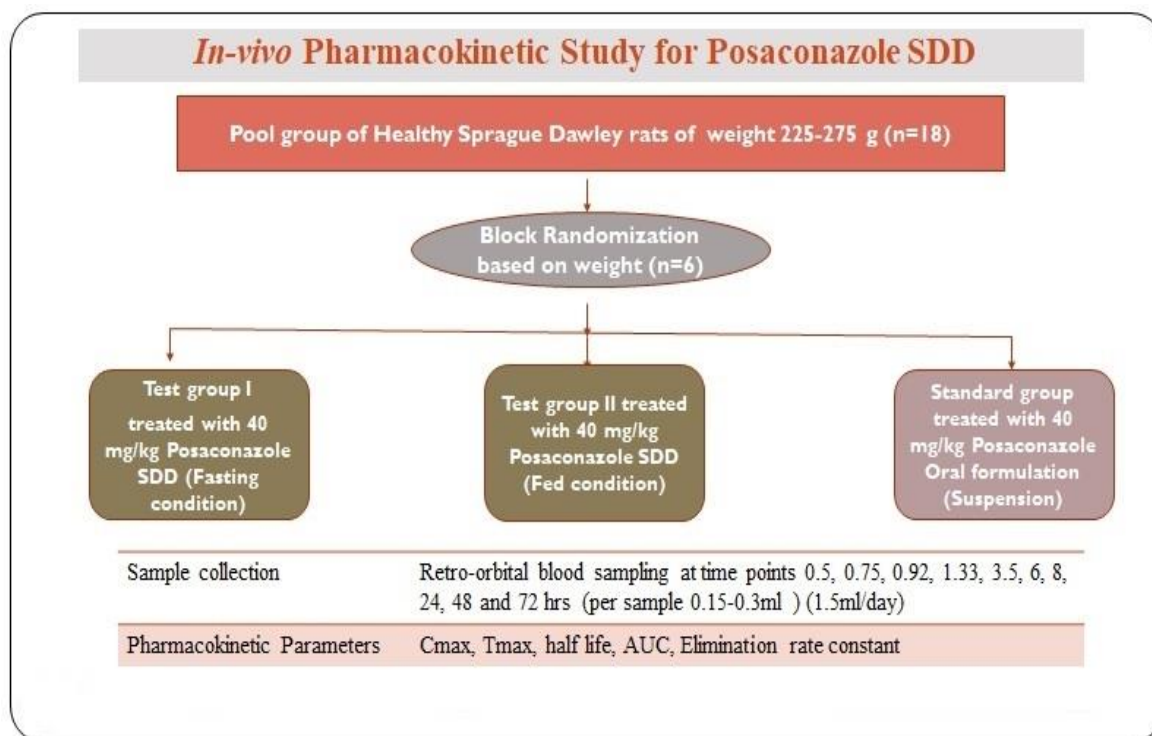 In-vivo Pharmacokinetic Study for Posaconazole SDD
Pool group of Healthy Sprague Dawley rats of weight 225-275 g (n=18)
Block Randomization
based on weight (n=6)
Test group I
treated with 40
mg/kg Posaconazole
SDD (Fasting
condition)
Test group II treated
with 40 mg/kg
Posaconazole SDD
(Fed condition)
Standard group
treated with 40
mg/kg Posaconazole
Oral formulation
(Suspension)
Sample collection
Retro-orbital blood sampling at time points 0.5, 0.75, 0.92, 1.33, 3.5, 6, 8,
24, 48 and 72 hrs (per sample 0.15-0.3ml ) (1.5ml/day)
Pharmacokinetic Parameters
Cmax, Tmax, half life, AUC, Elimination rate constant